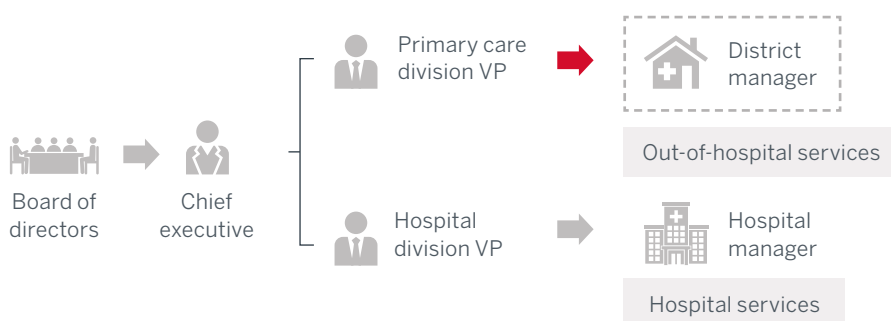 Board of
directors
Chief
executive
Primary care
division VP
District
manager
Out-of-hospital services
Hospital
division VP
Hospital
manager
Hospital services